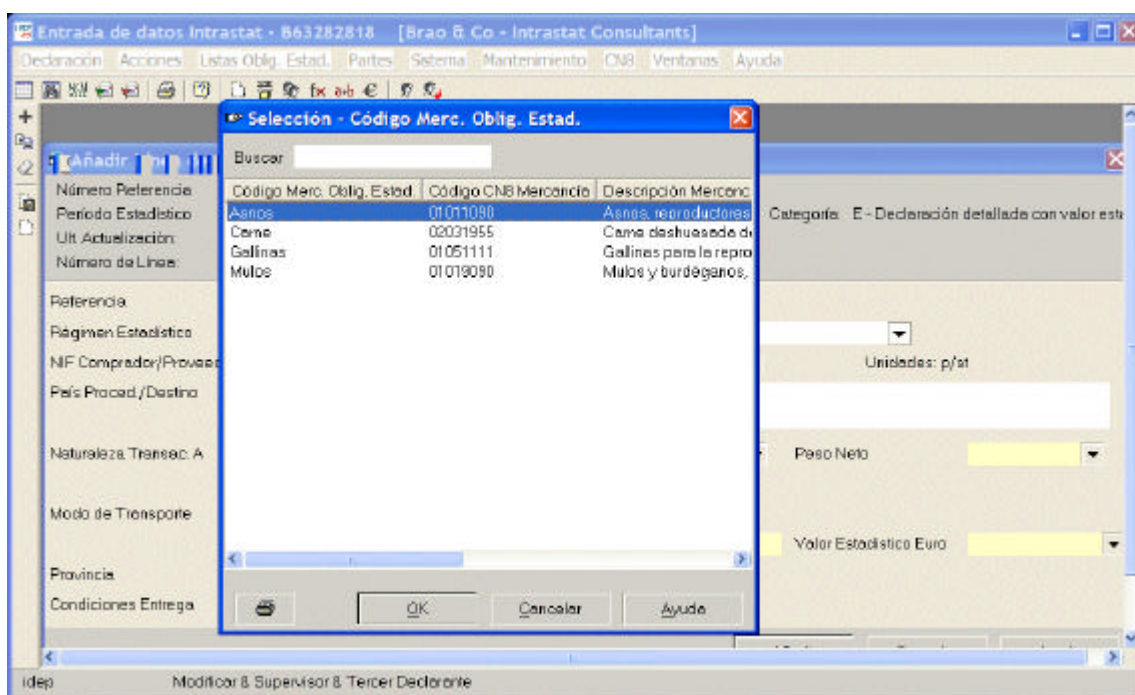 Entrada de datos Intrastat - B63282818 [Brao & Co - Intrastat Consultants]
Declaración Acciones Listas Oblig. Estad. Partes Sistema Mantenimiento CN8 Ventanas Ayuda
Selección - Código Merc. Oblig. Estad.
Añadir
Buscar
Código Merc. Oblig. Estad. Código CN8 Mercancía Descripción Mercanc
Asnos 01011090 Asnos, reproductores
Carne 02031955 Carne deshuesada de
Gallinas 01051111 Gallinas para la repro
Mulos 01019090 Mulos y burdéganos,
Número Referencia
Período Estadístico
Categoría E - Declaración detallada con valor esta
Ult. Actualización:
Número de Línea:
Referencia
Régimen Estadístico
NIF Comprador/Proveed
Unidades: p/st
País Proced./Destino
Naturaleza Transac. A
Peso Neto
Modo de Transporte
Valor Estadístico Euro
Provincia
Condiciones Entrega
OK Cancelar Ayuda
idep Modificar & Supervisor & Tercer Declarante